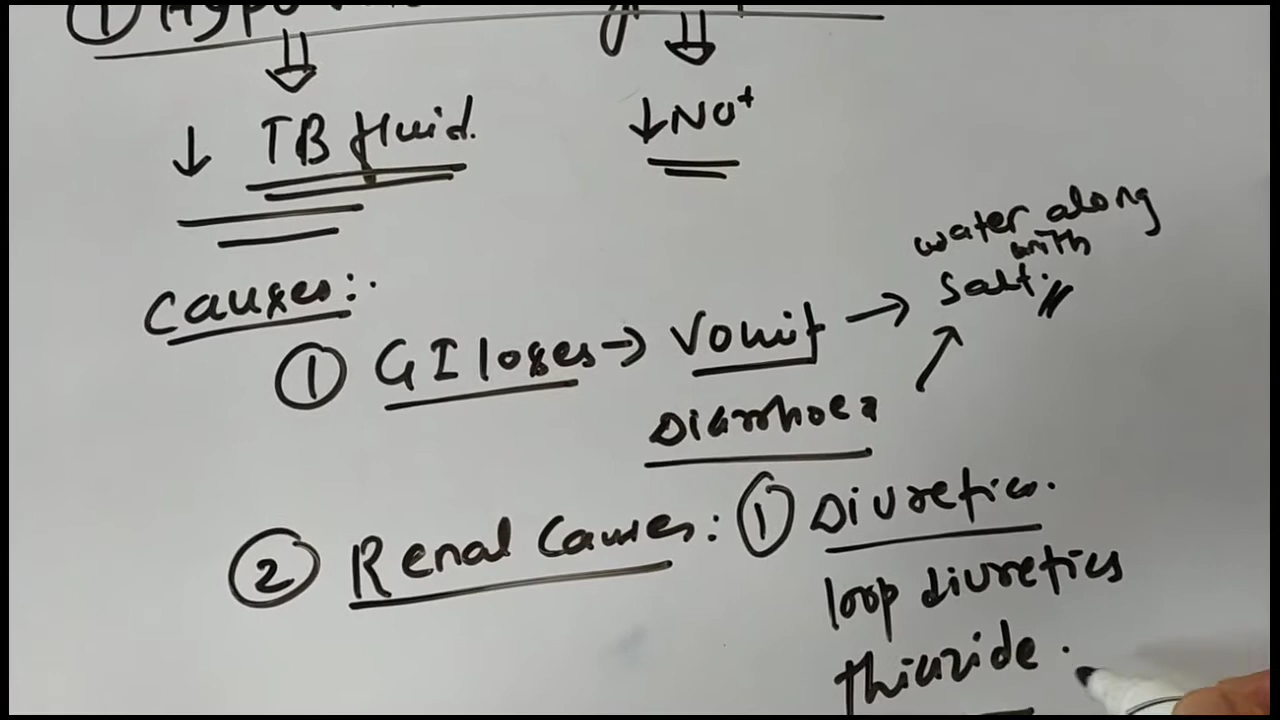 ①
↓ TB fluid. ↓ Na⁺
Causes:
① GI loses → Vomit → water along with salt.
Diarrhoea
② Renal Causes: ① Diuretics.
loop diuretics
thiazide.